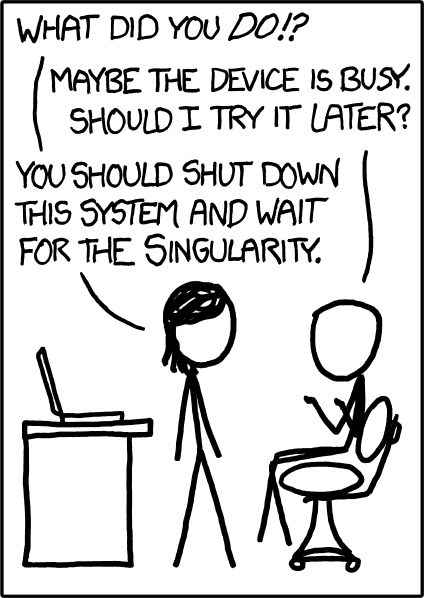 WHAT DID YOU DO!?
MAYBE THE DEVICE IS BUSY.
SHOULD I TRY IT LATER?
YOU SHOULD SHUT DOWN
THIS SYSTEM AND WAIT
FOR THE SINGULARITY.